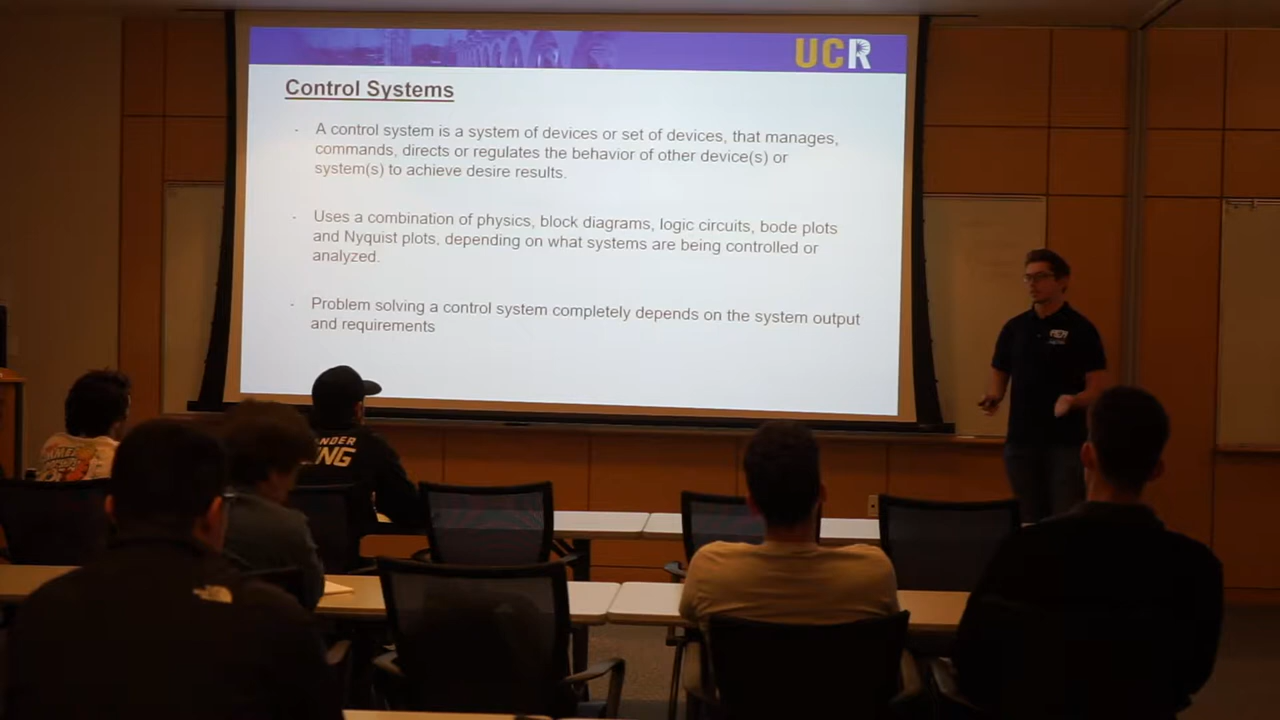 UCR
Control Systems
- A control system is a system of devices or set of devices, that manages,
commands, directs or regulates the behavior of other device(s) or
system(s) to achieve desire results.
- Uses a combination of physics, block diagrams, logic circuits, bode plots
and Nyquist plots, depending on what systems are being controlled or
analyzed.
- Problem solving a control system completely depends on the system output
and requirements
ANDER
NG